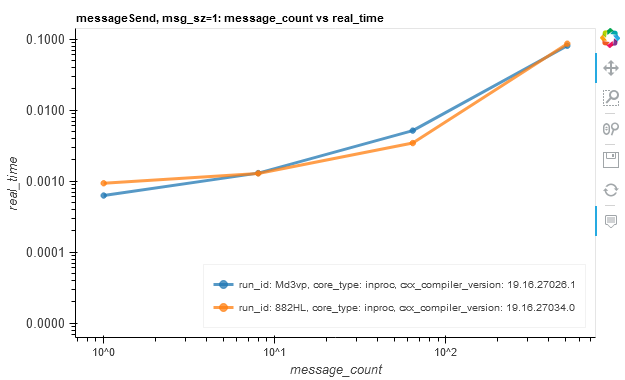 messageSend, msg_sz=1: message_count vs real_time
0.1000
0.0100
0.0010
0.0001
0.0000
real_time
run_id: Md3vp, core_type: inproc, cxx_compiler_version: 19.16.27026.1
run_id: 882HL, core_type: inproc, cxx_compiler_version: 19.16.27034.0
10^0
10^1
10^2
message_count